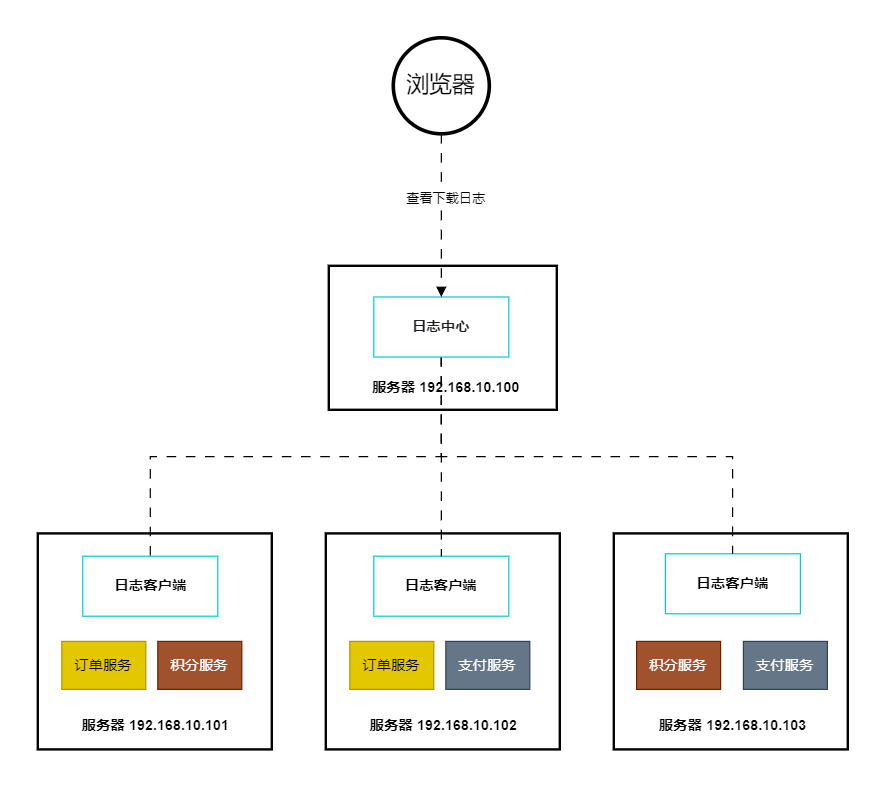 浏览器
查看下载日志
日志中心
服务器 192.168.10.100
日志客户端
日志客户端
日志客户端
订单服务
积分服务
订单服务
支付服务
积分服务
支付服务
服务器 192.168.10.101
服务器 192.168.10.102
服务器 192.168.10.103